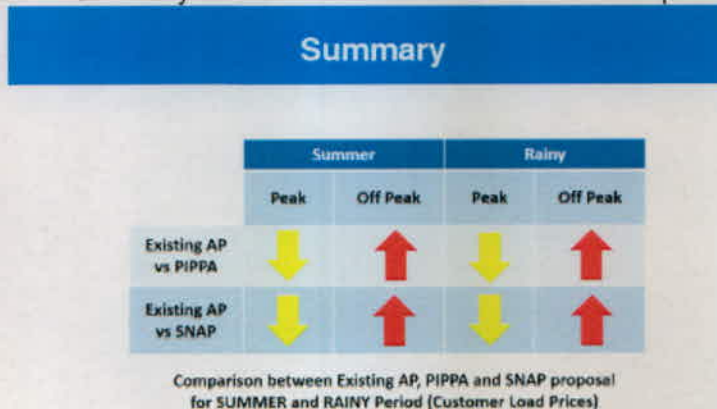 Summary
Summer Rainy
Peak Off Peak Peak Off Peak
Existing AP
vs PIPPA
Existing AP
vs SNAP
Comparison between Existing AP, PIPPA and SNAP proposal
for SUMMER and RAINY Period (Customer Load Prices)